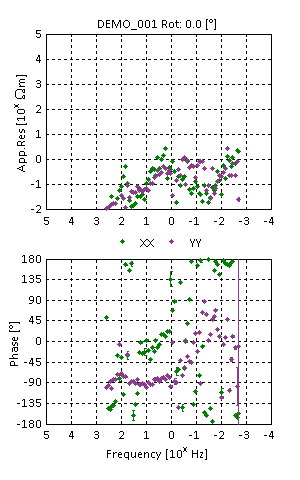 DEMO_001 Rot: 0.0 [°]
App.Res [10^x Ωm]
5
4
3
2
1
0
-1
-2
5 4 3 2 1 0 -1 -2 -3 -4
XX YY
Phase [°]
180
135
90
45
0
-45
-90
-135
-180
5 4 3 2 1 0 -1 -2 -3 -4
Frequency [10^x Hz]